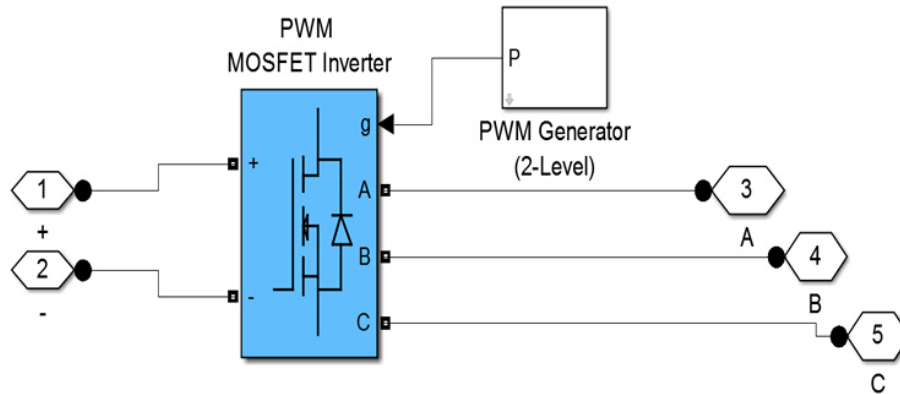 PWM
MOSFET Inverter
P
g
PWM Generator
(2-Level)
1
+
+
A
3
A
2
-
-
B
4
B
C
5
C